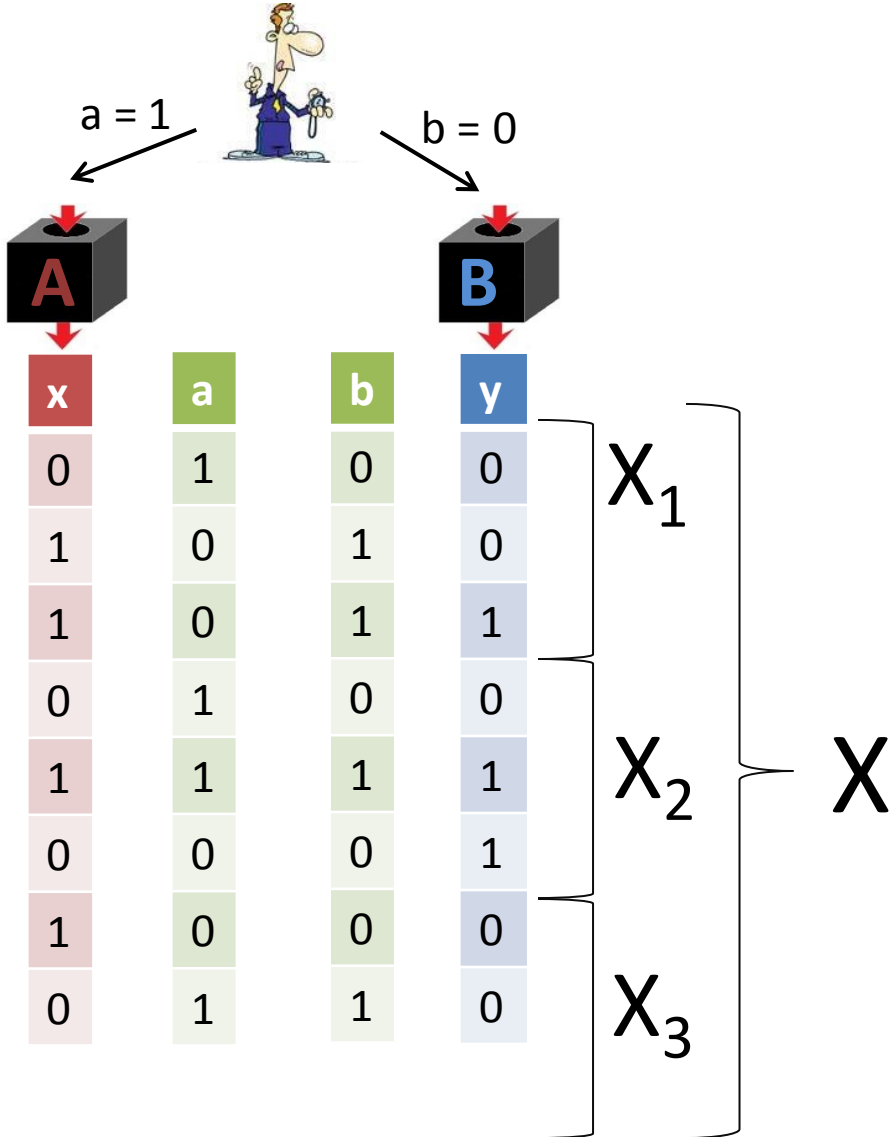 a = 1
b = 0
A B
x a b y
0 1 0 0
1 0 1 0
1 0 1 1
X1
0 1 0 0
1 1 1 1
0 0 0 1
X2
X
1 0 0 0
0 1 1 0
X3